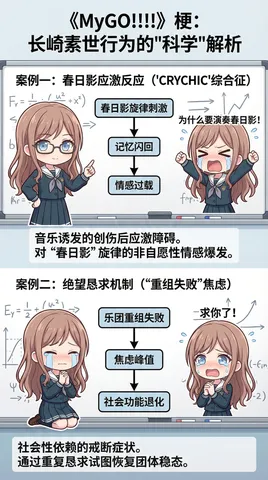 《MyGO!!!!!》梗：
长崎素世行为的"科学"解析
案例一：春日影应激反应（'CRYCHIC'综合征）
春日影旋律刺激
为什么要演奏春日影！
记忆闪回
情感过载
音乐诱发的创伤后应激障碍。
对 “春日影” 旋律的非自愿性情感爆发。
案例二：绝望恳求机制（“重组失败”焦虑）
乐团重组失败
求你了！
焦虑峰值
社会功能退化
社会性依赖的戒断症状。
通过重复恳求试图恢复团体稳态。